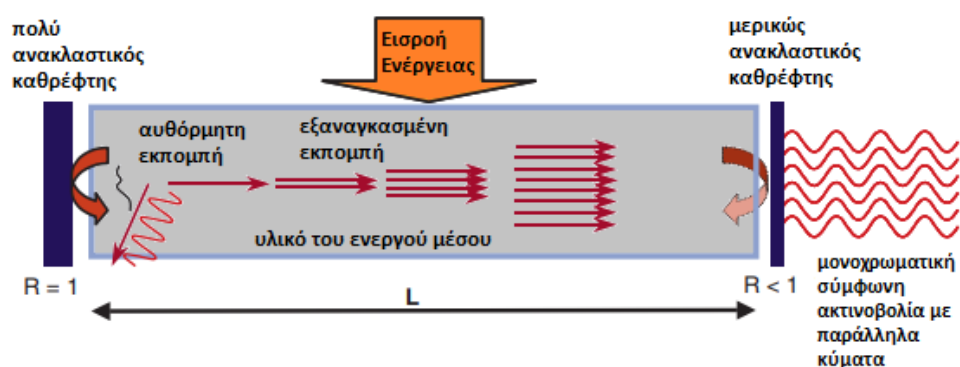 πολύ
ανακλαστικός
καθρέφτης
Εισροή
Ενέργειας
μερικώς
ανακλαστικός
καθρέφτης
αυθόρμητη
εκπομπή
εξαναγκασμένη
εκπομπή
υλικό του ενεργού μέσου
R = 1
L
R < 1
μονοχρωματική
σύμφωνη
ακτινοβολία με
παράλληλα
κύματα